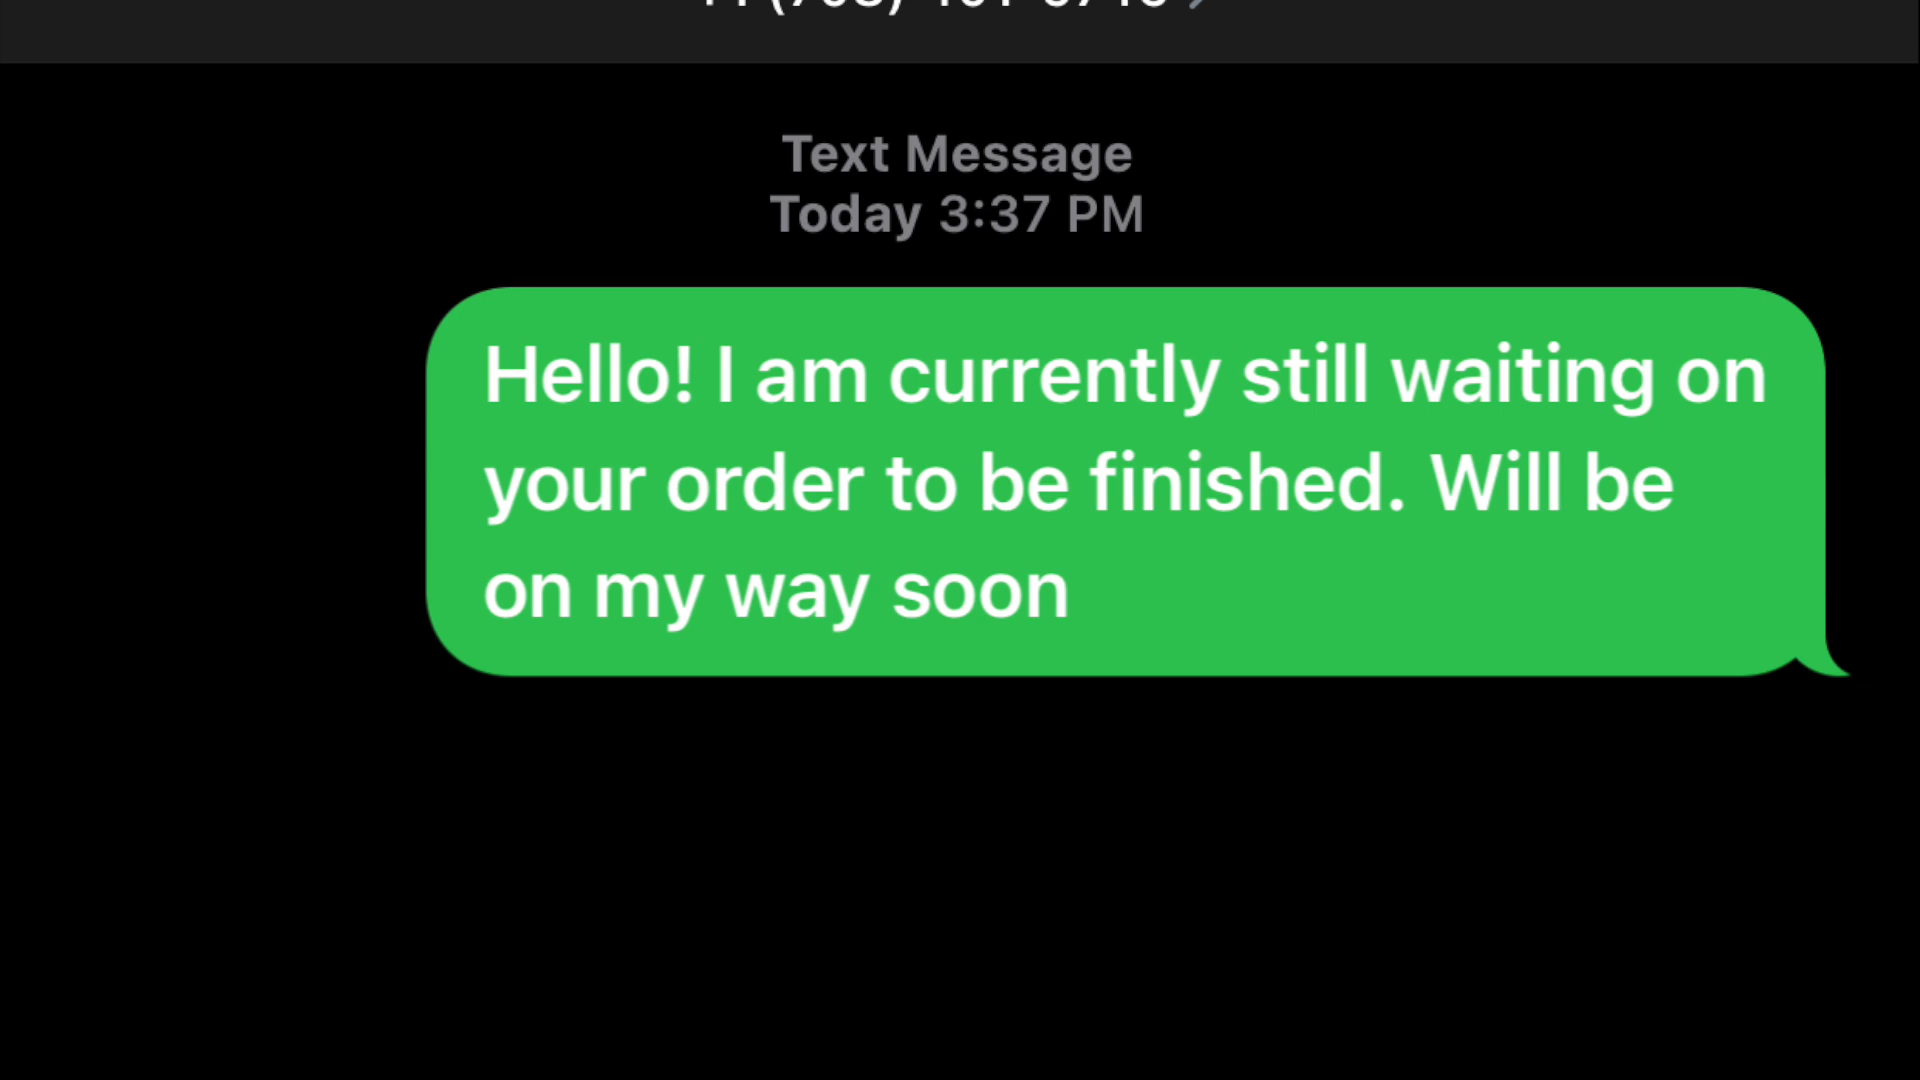 Text Message
Today 3:37 PM
Hello! I am currently still waiting on
your order to be finished. Will be
on my way soon